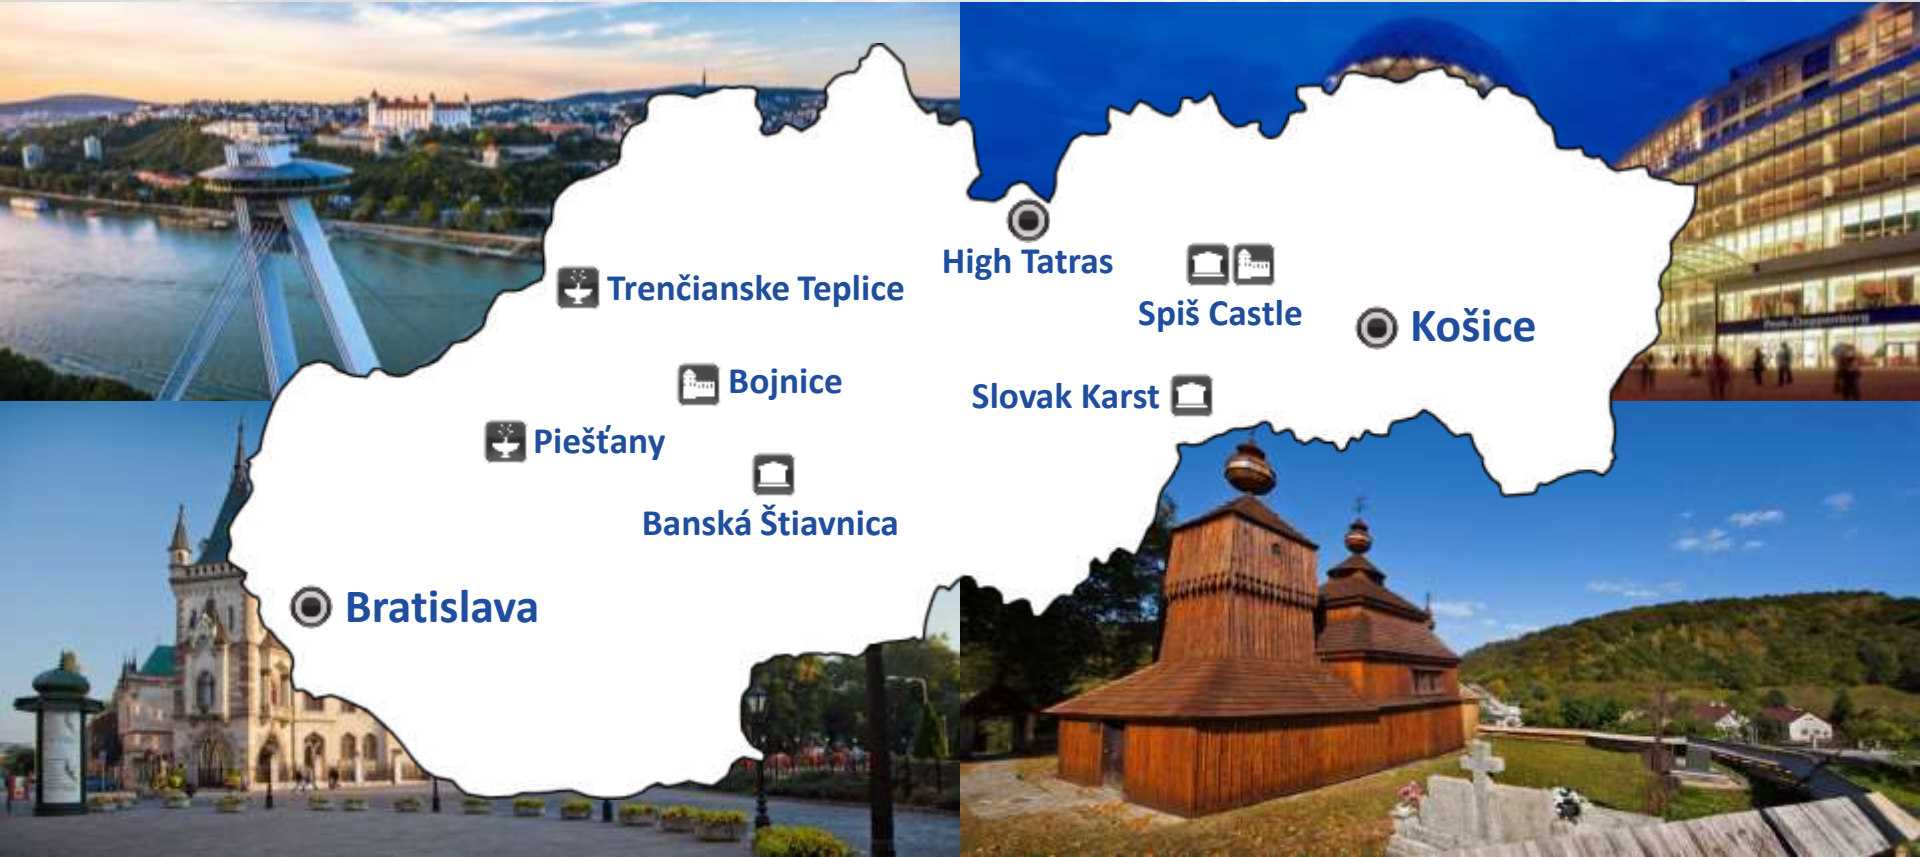 High Tatras
Trenčianske Teplice
Spiš Castle
Košice
Bojnice
Slovak Karst
Piešťany
Banská Štiavnica
Bratislava